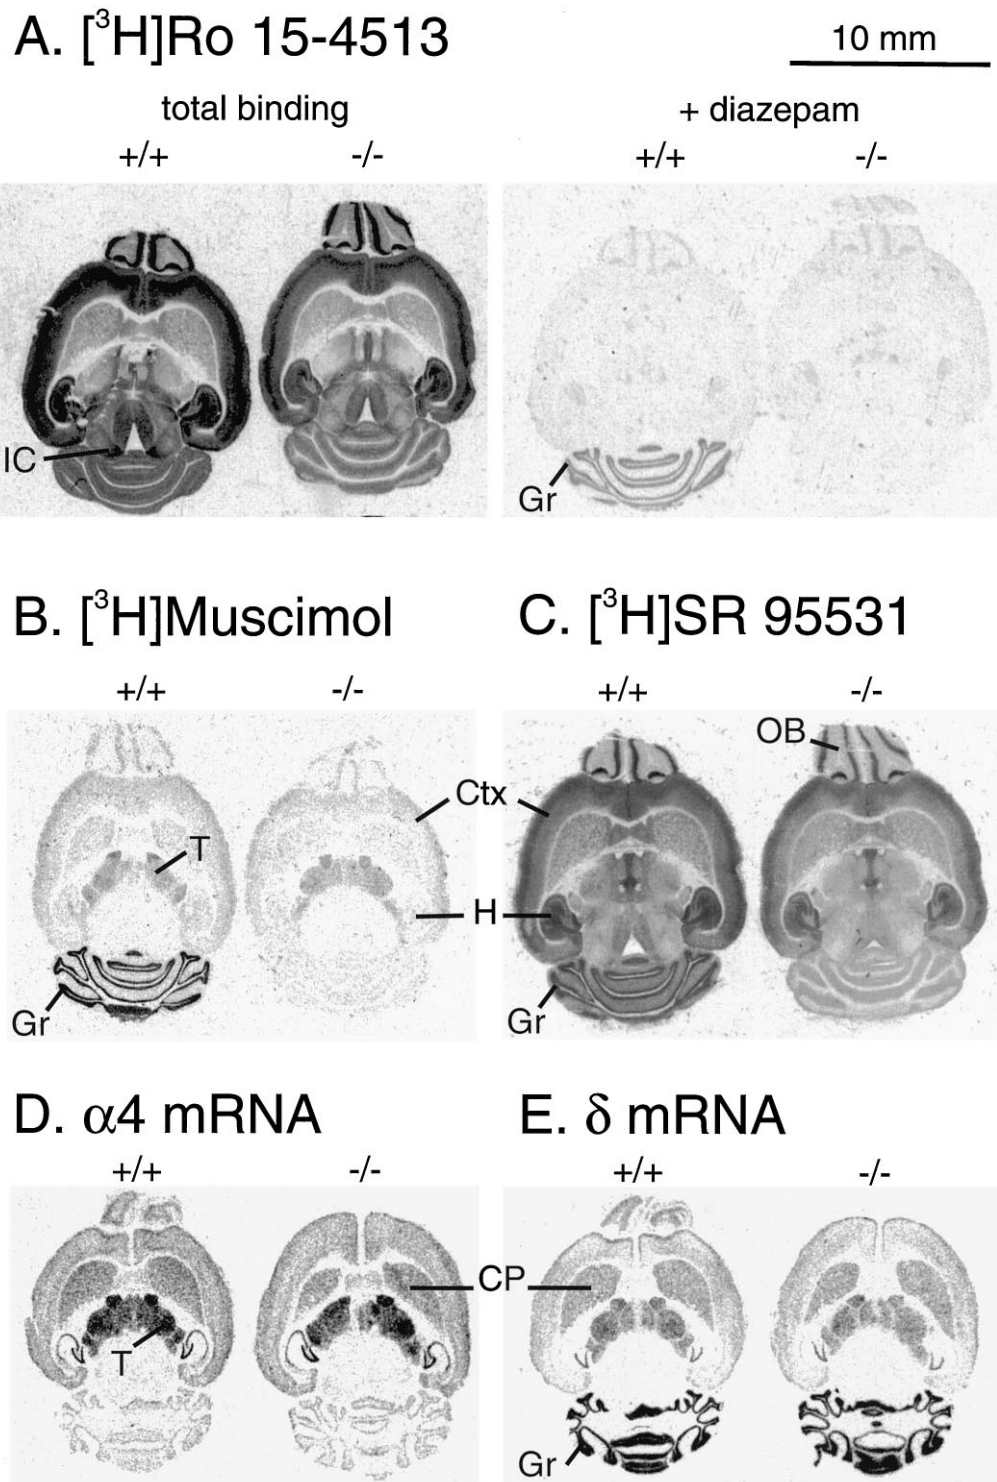 A. [³H]Ro 15-4513
10 mm
total binding
+ diazepam
+/+
-/-
+/+
-/-
IC
Gr
B. [³H]Muscimol
C. [³H]SR 95531
+/+
-/-
+/+
-/-
OB
Ctx
T
H
Gr
Gr
D. α4 mRNA
E. δ mRNA
+/+
-/-
+/+
-/-
CP
T
Gr